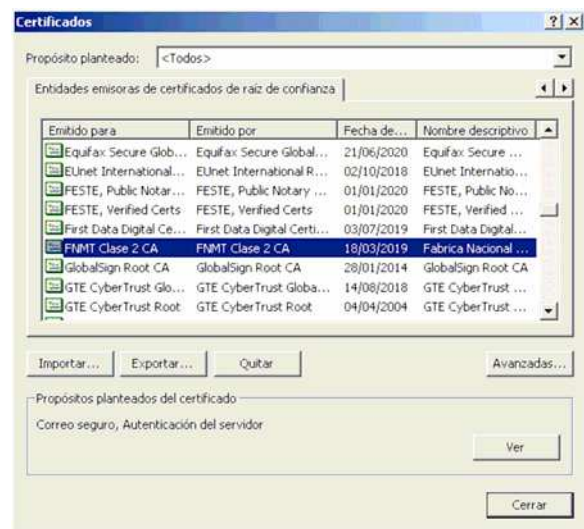 Certificados
Propósito planteado: <Todos>
Entidades emisoras de certificados de raiz de confianza
Emitido para Emitido por Fecha de... Nombre descriptivo
Equifax Secure Glob... Equifax Secure Global... 21/06/2020 Equifax Secure ...
EUnet International... EUnet International R... 02/10/2018 EUnet Internatio...
FESTE, Public Notar... FESTE, Public Notary ... 01/01/2020 FESTE, Public No...
FESTE, Verified Certs FESTE, Verified Certs 01/01/2020 FESTE, Verified ...
First Data Digital Ce... First Data Digital Certi... 03/07/2019 First Data Digital...
FNMT Clase 2 CA FNMT Clase 2 CA 18/03/2019 Fabrica Nacional ...
GlobalSign Root CA GlobalSign Root CA 28/01/2014 GlobalSign Root CA
GTE CyberTrust Glo... GTE CyberTrust Globa... 14/08/2018 GTE CyberTrust ...
GTE CyberTrust Root GTE CyberTrust Root 04/04/2004 GTE CyberTrust ...
Importar... Exportar... Quitar Avanzadas...
Propósitos planteados del certificado
Correo seguro, Autenticación del servidor
Ver
Cerrar